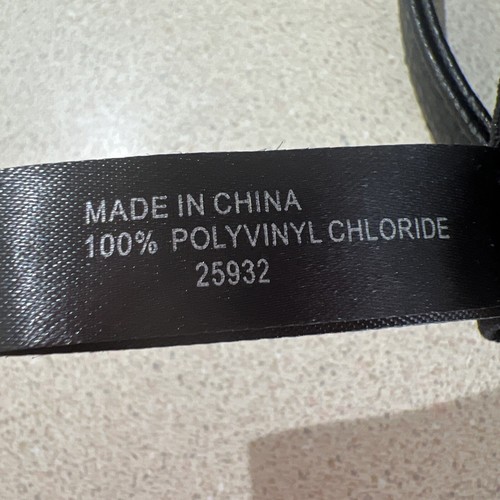 MADE IN CHINA
100% POLYVINYL CHLORIDE
25932